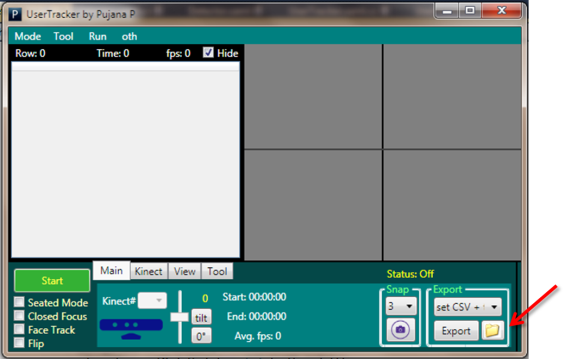 P UserTracker by Pujana P
Mode Tool Run oth
Row: 0 Time: 0 fps: 0 Hide
Start
Main Kinect View Tool
Status: Off
Seated Mode
Closed Focus
Face Track
Flip
Kinect#
0
tilt
0°
Start: 00:00:00
End: 00:00:00
Avg. fps: 0
Snap
3
Export
set CSV +
Export